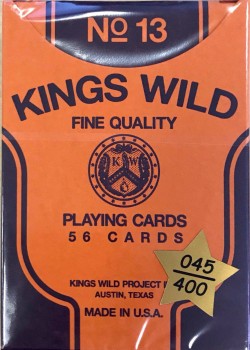 No 13
KINGS WILD
FINE QUALITY
K W
PLAYING CARDS
56 CARDS
045
400
KINGS WILD PROJECT
AUSTIN, TEXAS
MADE IN U.S.A.